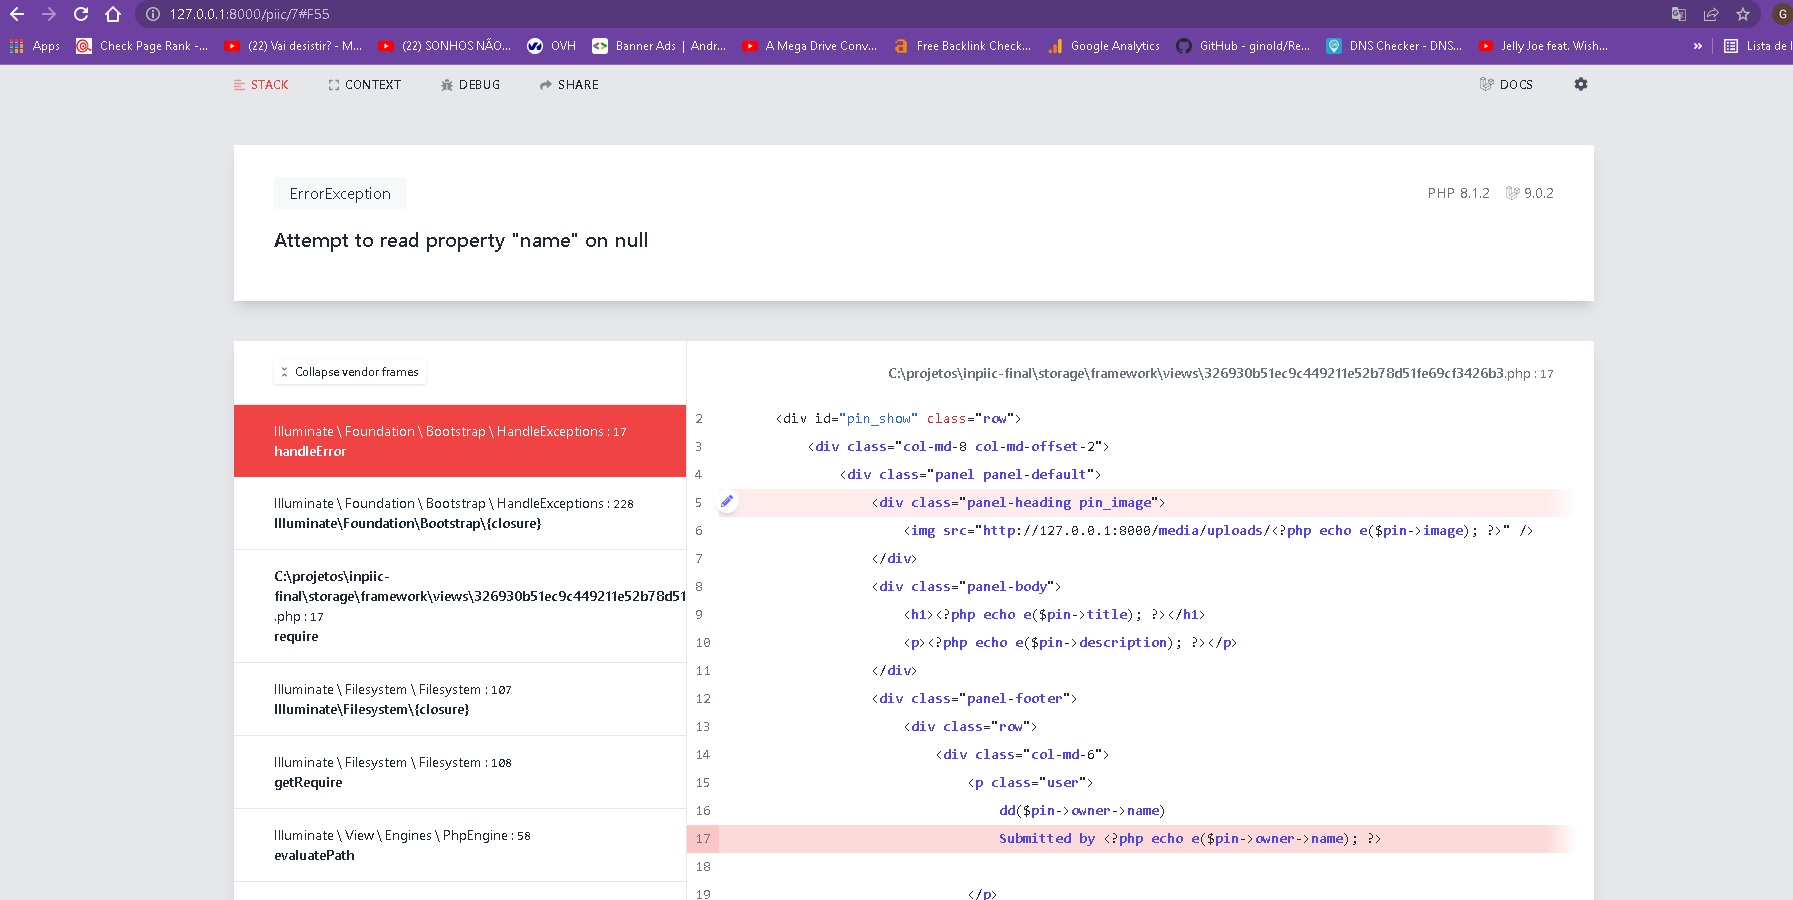 127.0.0.1:8000/piic/7#F55
G
Apps
Check Page Rank -...
(22) Vai desistir? - M...
(22) SONHOS NÃO...
OVH
Banner Ads | Andr...
A Mega Drive Conv...
Free Backlink Check...
Google Analytics
GitHub - ginold/Re...
DNS Checker - DNS...
Jelly Joe feat. Wish...
»
Lista de l
STACK
CONTEXT
DEBUG
SHARE
DOCS
ErrorException
PHP 8.1.2
9.0.2
Attempt to read property "name" on null
Collapse vendor frames
Illuminate \ Foundation \ Bootstrap \ HandleExceptions : 17
handleError
Illuminate \ Foundation \ Bootstrap \ HandleExceptions : 228
Illuminate\Foundation\Bootstrap\{closure}
C:\projetos\inpiic-
final\storage\framework\views\326930b51ec9c449211e52b78d51
.php : 17
require
Illuminate \ Filesystem \ Filesystem : 107
Illuminate\Filesystem\{closure}
Illuminate \ Filesystem \ Filesystem : 108
getRequire
Illuminate \ View \ Engines \ PhpEngine : 58
evaluatePath
C:\projetos\inpiic-final\storage\framework\views\326930b51ec9c449211e52b78d51fe69cf3426b3.php : 17
2 <div id="pin_show" class="row">
3 <div class="col-md-8 col-md-offset-2">
4 <div class="panel panel-default">
5 <div class="panel-heading pin_image">
6 <img src="http://127.0.0.1:8000/media/uploads/<?php echo e($pin->image); ?>" />
7 </div>
8 <div class="panel-body">
9 <h1><?php echo e($pin->title); ?></h1>
10 <p><?php echo e($pin->description); ?></p>
11 </div>
12 <div class="panel-footer">
13 <div class="row">
14 <div class="col-md-6">
15 <p class="user">
16 dd($pin->owner->name)
17 Submitted by <?php echo e($pin->owner->name); ?>
18
19 </p>